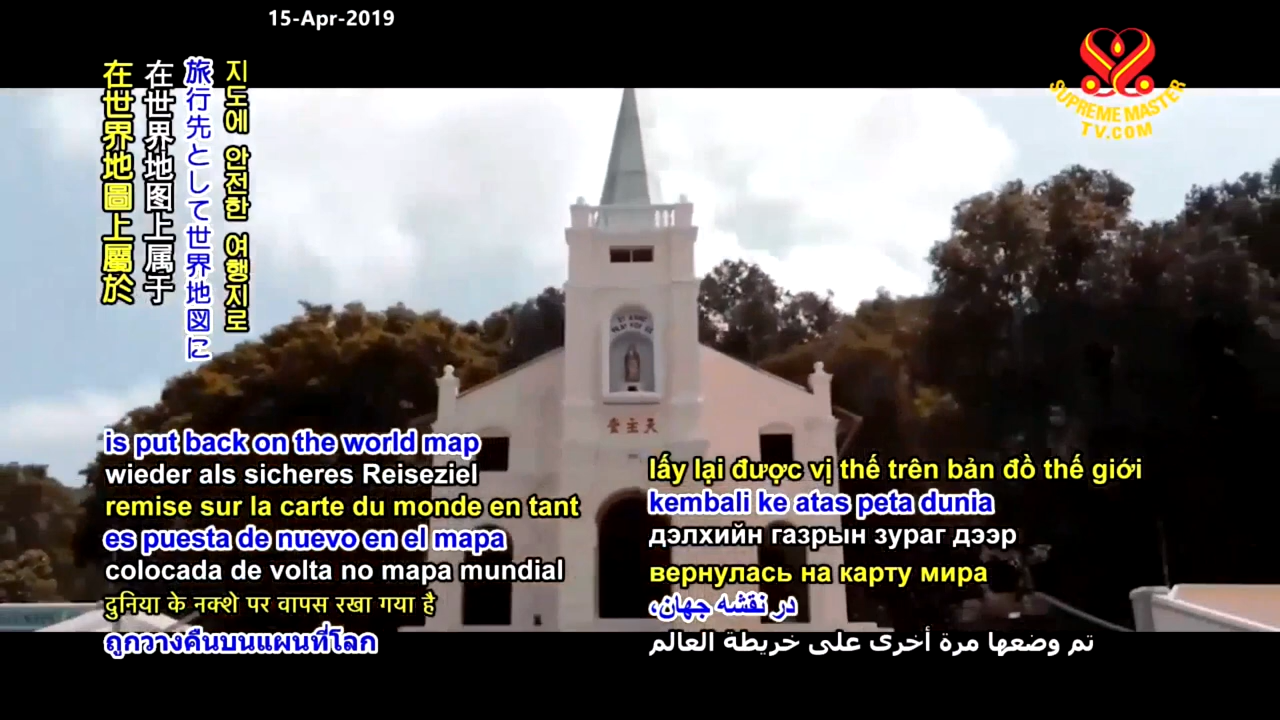 15-Apr-2019
SUPREME MASTER
TV.COM
지도에 안전한 여행지로
旅行先として世界地図に
在世界地图上属于
在世界地圖上屬於
天主堂
is put back on the world map
wieder als sicheres Reiseziel
remise sur la carte du monde en tant
es puesta de nuevo en el mapa
colocada de volta no mapa mundial
दुनिया के नक्शे पर वापस रखा गया है
ถูกวางคืนบนแผนที่โลก
lấy lại được vị thế trên bản đồ thế giới
kembali ke atas peta dunia
дэлхийн газрын зураг дээр
вернулась на карту мира
در نقشه جهان،
تم وضعها مرة أخرى على خريطة العالم